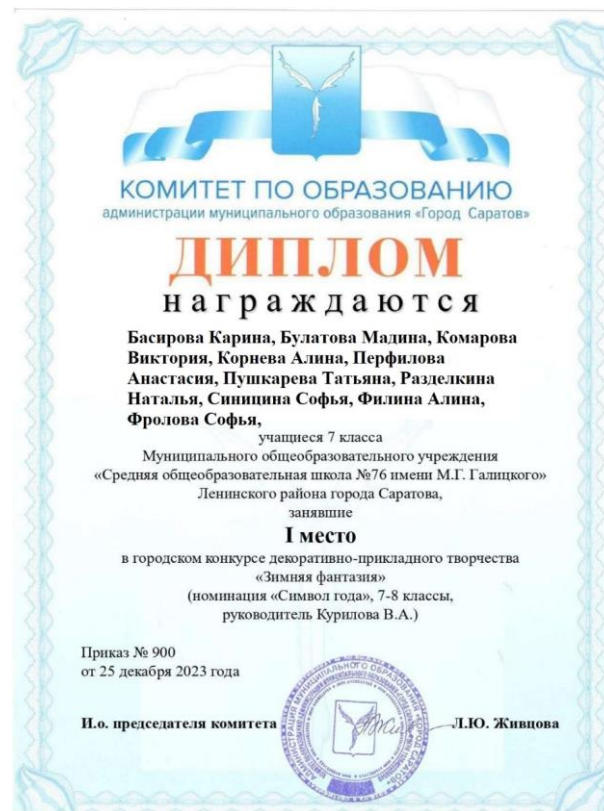 КОМИТЕТ ПО ОБРАЗОВАНИЮ
администрации муниципального образования «Город Саратов»
ДИПЛОМ
награждаются
Басирова Карина, Булатова Мадина, Комарова
Виктория, Корнева Алина, Перфилова
Анастасия, Пушкарева Татьяна, Разделкина
Наталья, Синицина Софья, Филина Алина,
Фролова Софья,
учащиеся 7 класса
Муниципального общеобразовательного учреждения
«Средняя общеобразовательная школа №76 имени М.Г. Галицкого»
Ленинского района города Саратова,
занявшие
I место
в городском конкурсе декоративно-прикладного творчества
«Зимняя фантазия»
(номинация «Символ года», 7-8 классы,
руководитель Курилова В.А.)
Приказ № 900
от 25 декабря 2023 года
И.о. председателя комитета Л.Ю. Живцова